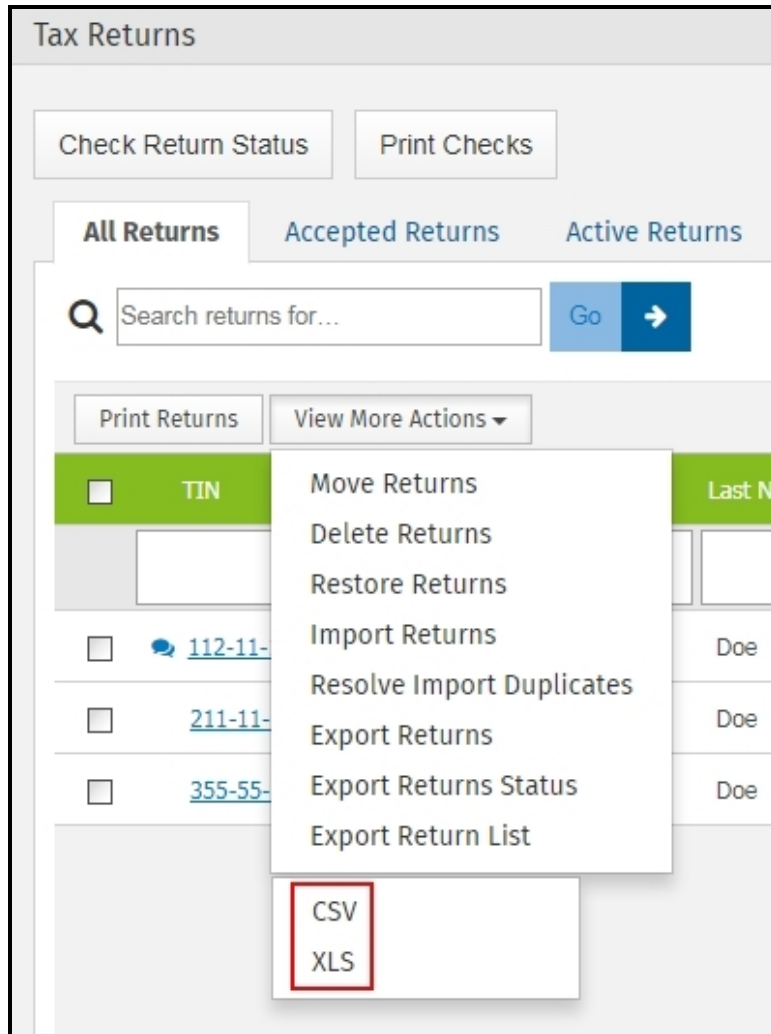 Tax Returns
Check Return Status Print Checks
All Returns Accepted Returns Active Returns
Search returns for...
Go
Print Returns View More Actions
TIN Last N
Move Returns
Delete Returns
Restore Returns
Import Returns
Resolve Import Duplicates
Export Returns
Export Returns Status
Export Return List
112-11- Doe
211-11- Doe
355-55- Doe
CSV
XLS